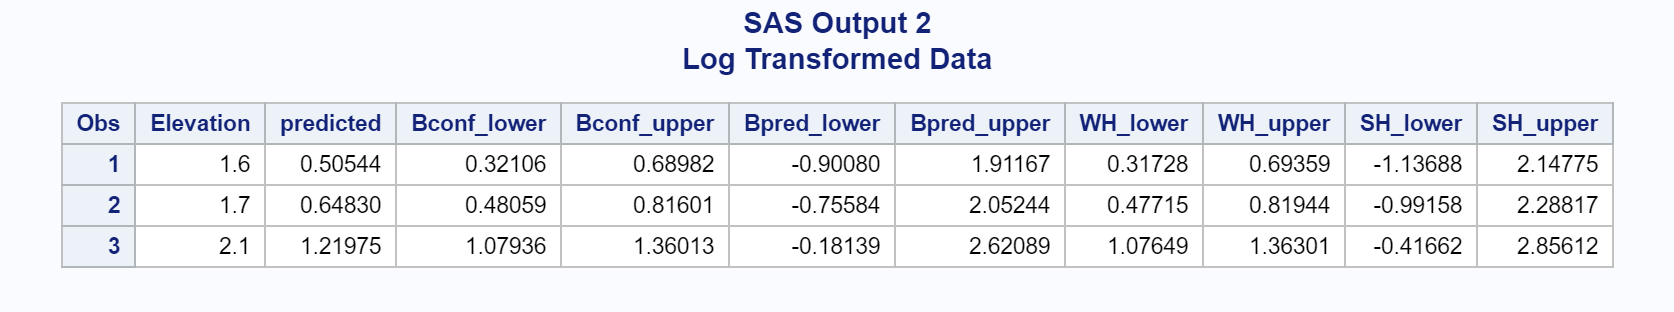 SAS Output 2
Log Transformed Data
Obs Elevation predicted Bconf_lower Bconf_upper Bpred_lower Bpred_upper WH_lower WH_upper SH_lower SH_upper
1 1.6 0.50544 0.32106 0.68982 -0.90080 1.91167 0.31728 0.69359 -1.13688 2.14775
2 1.7 0.64830 0.48059 0.81601 -0.75584 2.05244 0.47715 0.81944 -0.99158 2.28817
3 2.1 1.21975 1.07936 1.36013 -0.18139 2.62089 1.07649 1.36301 -0.41662 2.85612